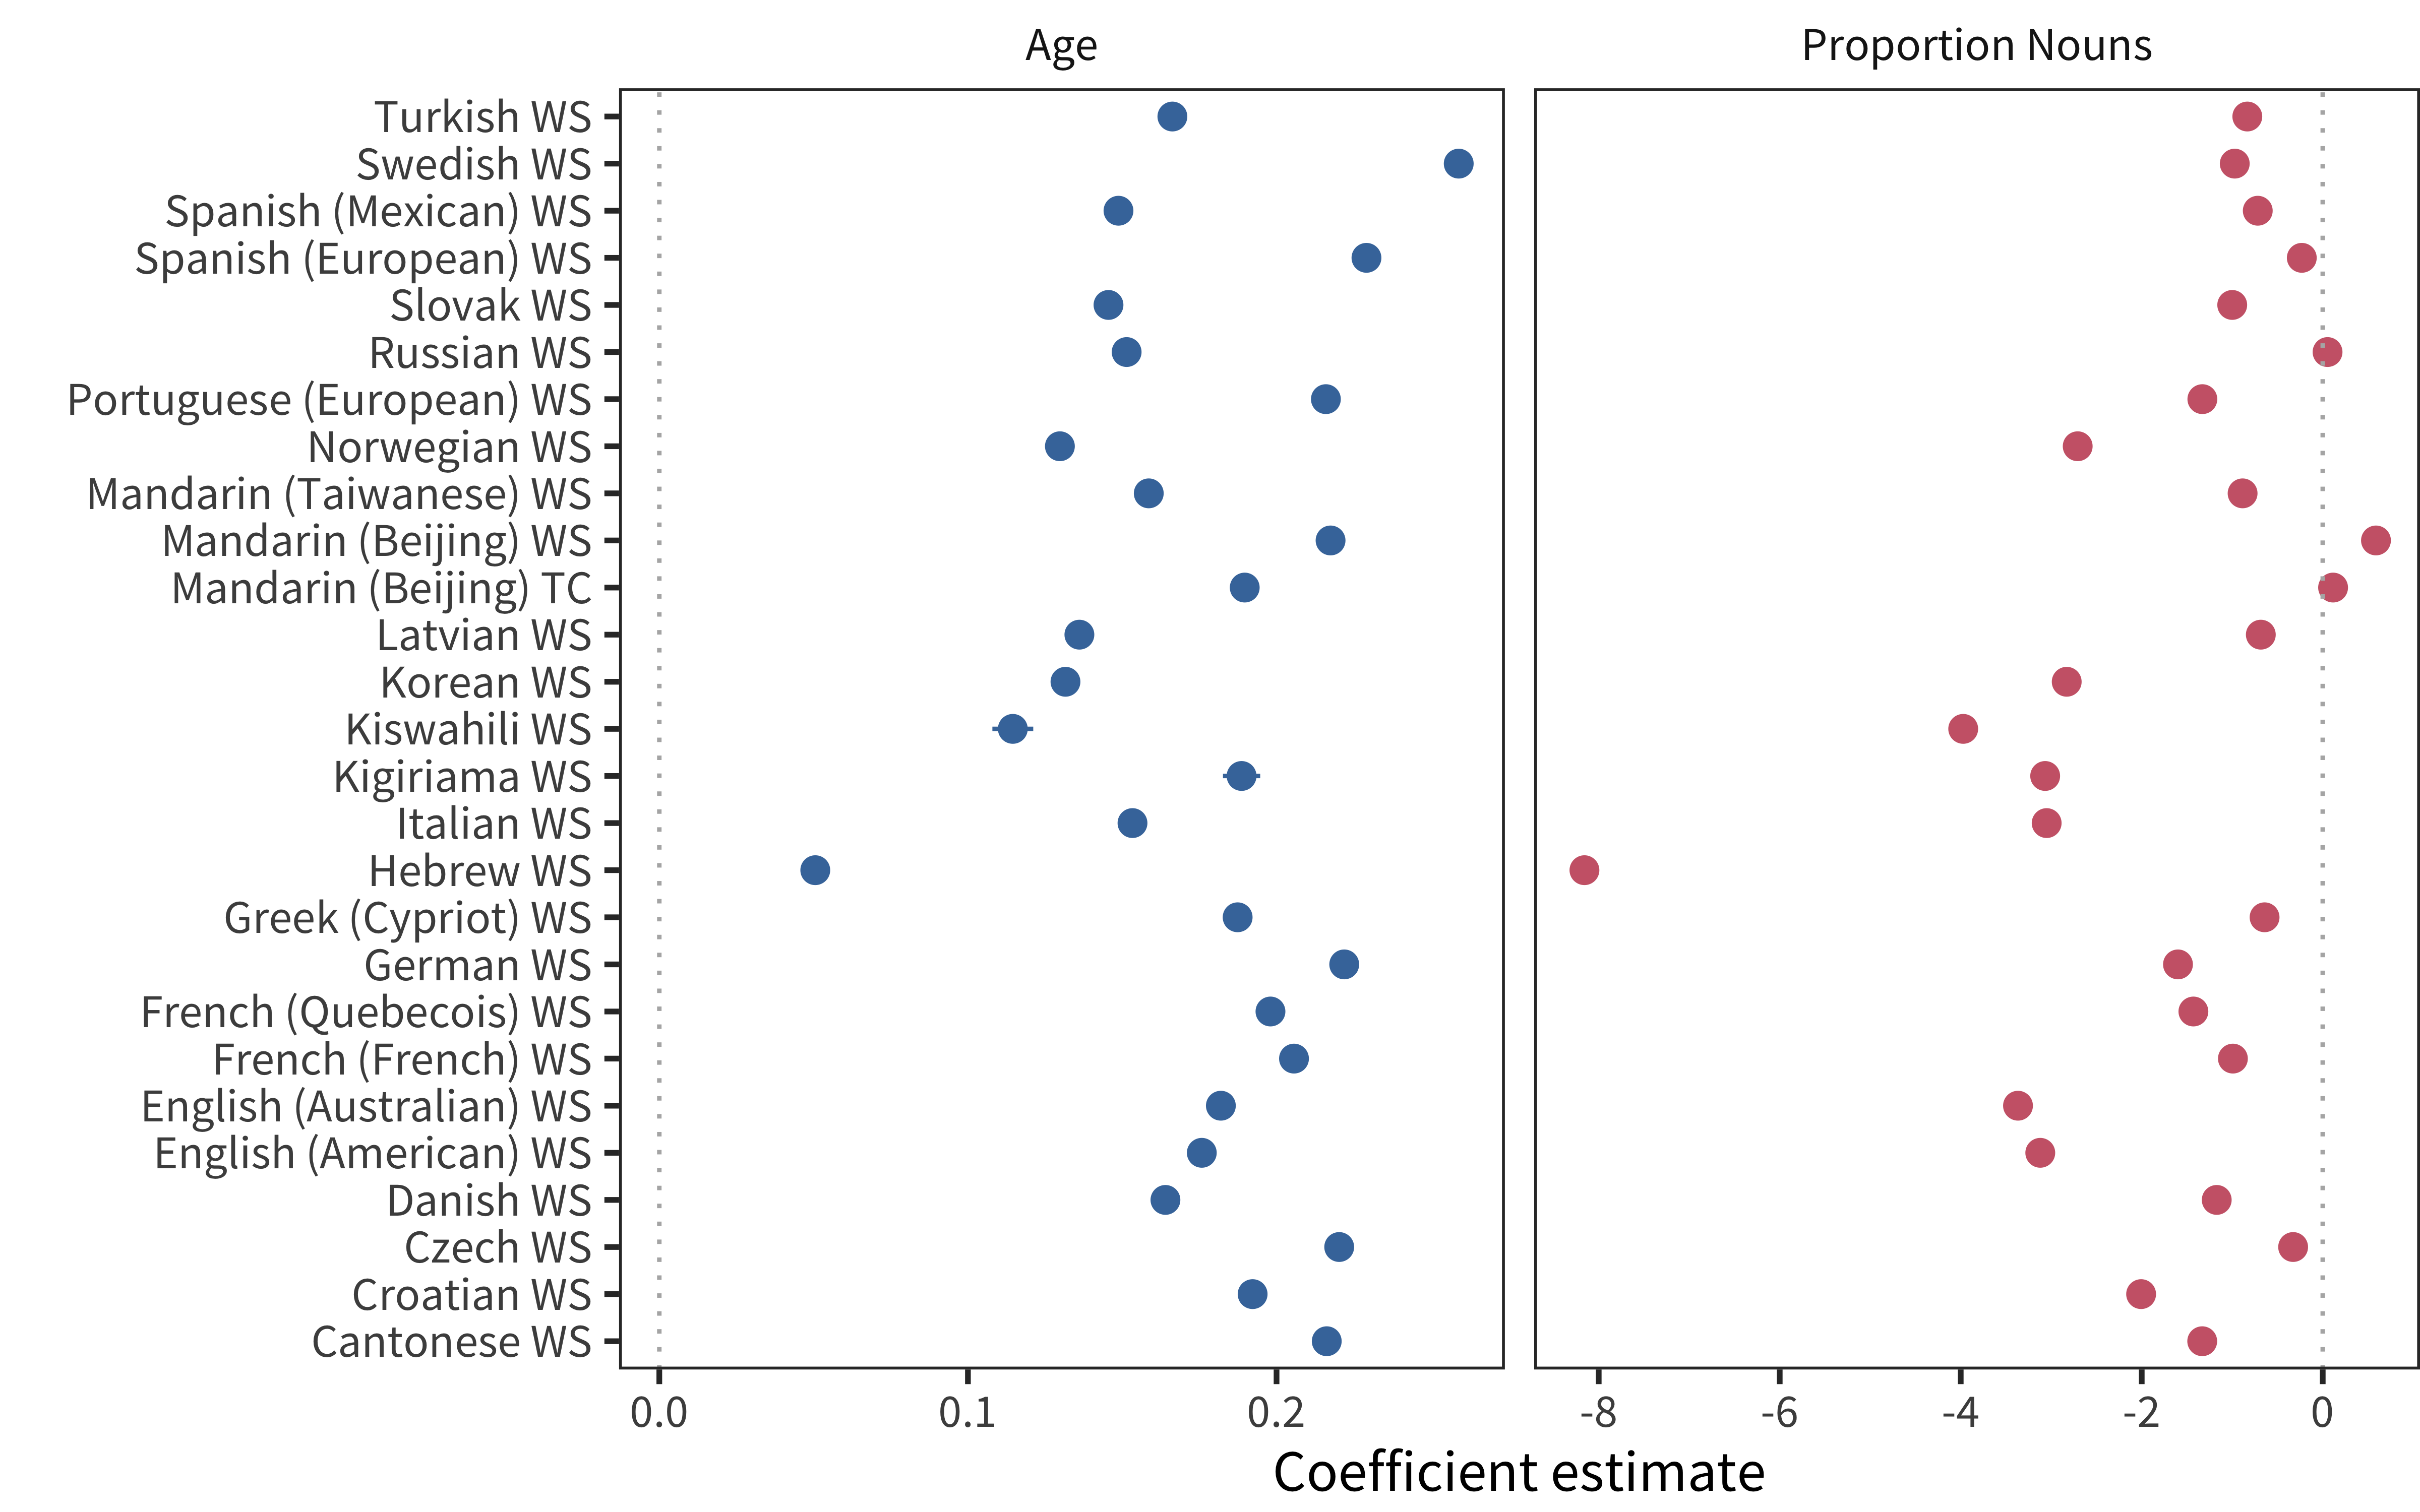 Age Proportion Nouns
Turkish WS
Swedish WS
Spanish (Mexican) WS
Spanish (European) WS
Slovak WS
Russian WS
Portuguese (European) WS
Norwegian WS
Mandarin (Taiwanese) WS
Mandarin (Beijing) WS
Mandarin (Beijing) TC
Latvian WS
Korean WS
Kiswahili WS
Kigiriama WS
Italian WS
Hebrew WS
Greek (Cypriot) WS
German WS
French (Quebecois) WS
French (French) WS
English (Australian) WS
English (American) WS
Danish WS
Czech WS
Croatian WS
Cantonese WS
0.0 0.1 0.2 -8 -6 -4 -2 0
Coefficient estimate